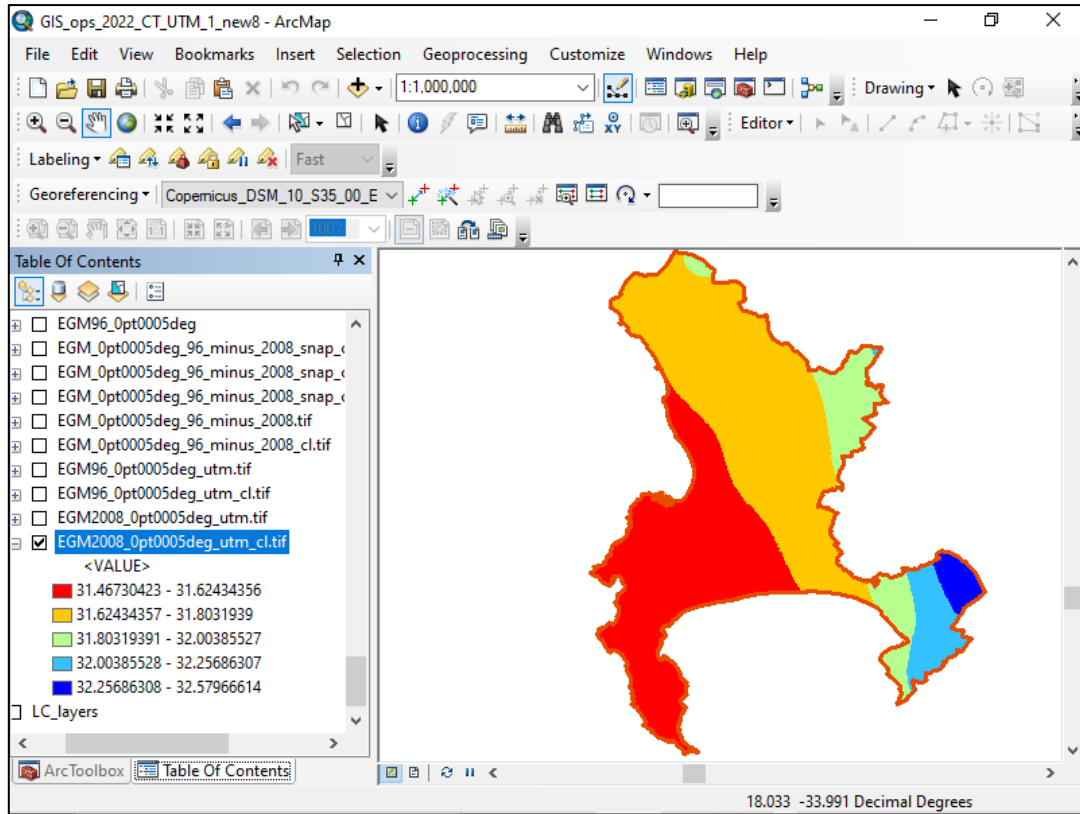 GIS_ops_2022_CT_UTM_1_new8 - ArcMap
File Edit View Bookmarks Insert Selection Geoprocessing Customize Windows Help
1:1,000,000 Drawing
Editor
Labeling Fast
Georeferencing Copernicus_DSM_10_S35_00_E
100%
Table Of Contents
EGM96_0pt0005deg
EGM_0pt0005deg_96_minus_2008_snap_c
EGM_0pt0005deg_96_minus_2008_snap_c
EGM_0pt0005deg_96_minus_2008_snap_c
EGM_0pt0005deg_96_minus_2008.tif
EGM_0pt0005deg_96_minus_2008_cl.tif
EGM96_0pt0005deg_utm.tif
EGM96_0pt0005deg_utm_cl.tif
EGM2008_0pt0005deg_utm.tif
EGM2008_0pt0005deg_utm_cl.tif
<VALUE>
31.46730423 - 31.62434356
31.62434357 - 31.8031939
31.80319391 - 32.00385527
32.00385528 - 32.25686307
32.25686308 - 32.57966614
LC_layers
ArcToolbox Table Of Contents
18.033 -33.991 Decimal Degrees